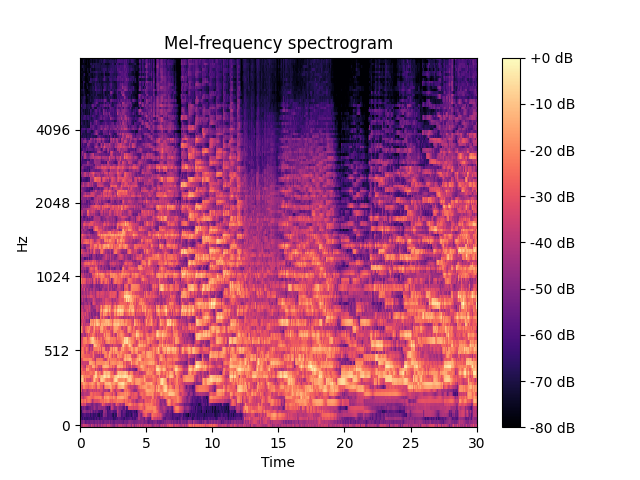 Mel-frequency spectrogram
Hz
4096
2048
1024
512
0
0 5 10 15 20 25 30
Time
+0 dB
-10 dB
-20 dB
-30 dB
-40 dB
-50 dB
-60 dB
-70 dB
-80 dB